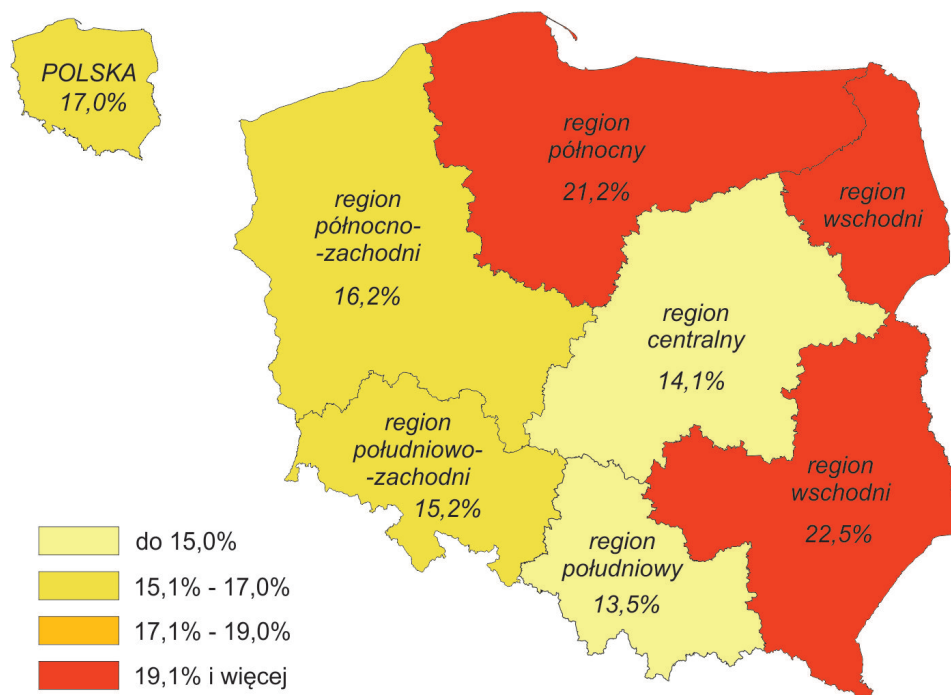 POLSKA
17,0%
region
północny
21,2%
region
wschodni
region
północno-
-zachodni
16,2%
region
centralny
14,1%
region
południowo-
-zachodni
15,2%
region
wschodni
22,5%
region
południowy
13,5%
do 15,0%
15,1% - 17,0%
17,1% - 19,0%
19,1% i więcej